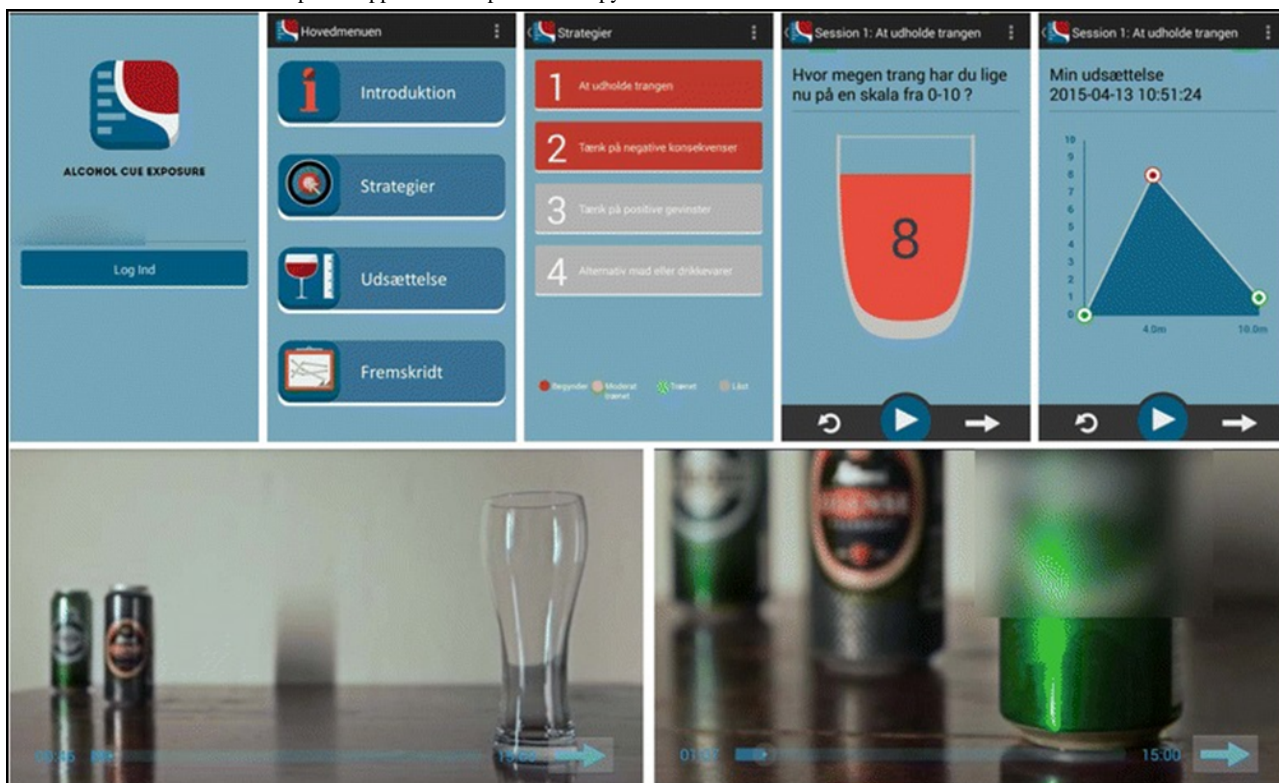 ALCOHOL CUE EXPOSURE
Log Ind
Hovedmenuen
Introduktion
Strategier
Udsættelse
Fremskridt
Strategier
1 At udholde trangen
2 Tænk på negative konsekvenser
3 Tænk på positive gevinster
4 Alternativ mad eller drikkevarer
Begynder
Moderat
trænet
Trænet
Låst
Session 1: At udholde trangen
Hvor megen trang har du lige
nu på en skala fra 0-10 ?
8
Session 1: At udholde trangen
Min udsættelse
2015-04-13 10:51:24
10
9
8
7
6
5
4
3
2
1
0
4.0m
10.0m
15:00